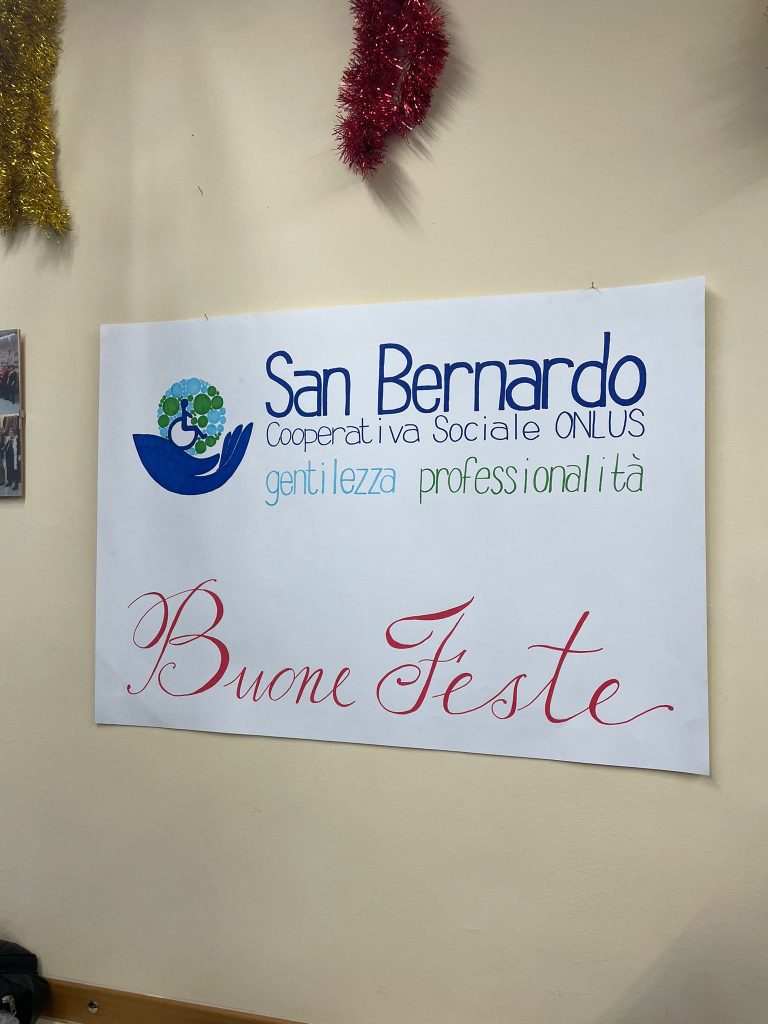 San Bernardo
Cooperativa Sociale ONLUS
gentilezza professionalità
Buone Feste